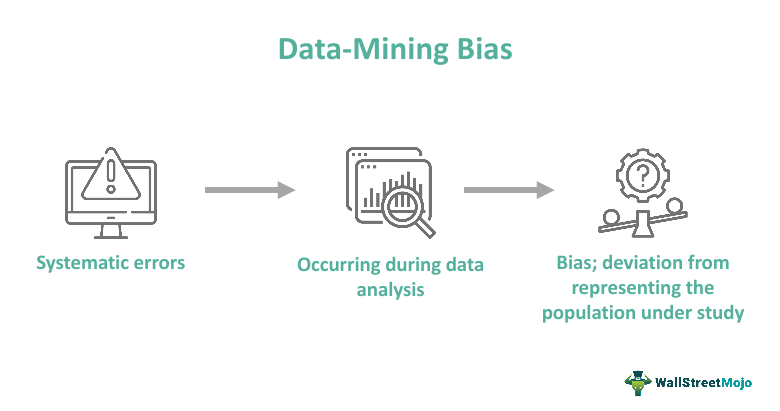 Data-Mining Bias
Systematic errors
Occurring during data
analysis
Bias; deviation from
representing the
population under study
WallStreetMojo